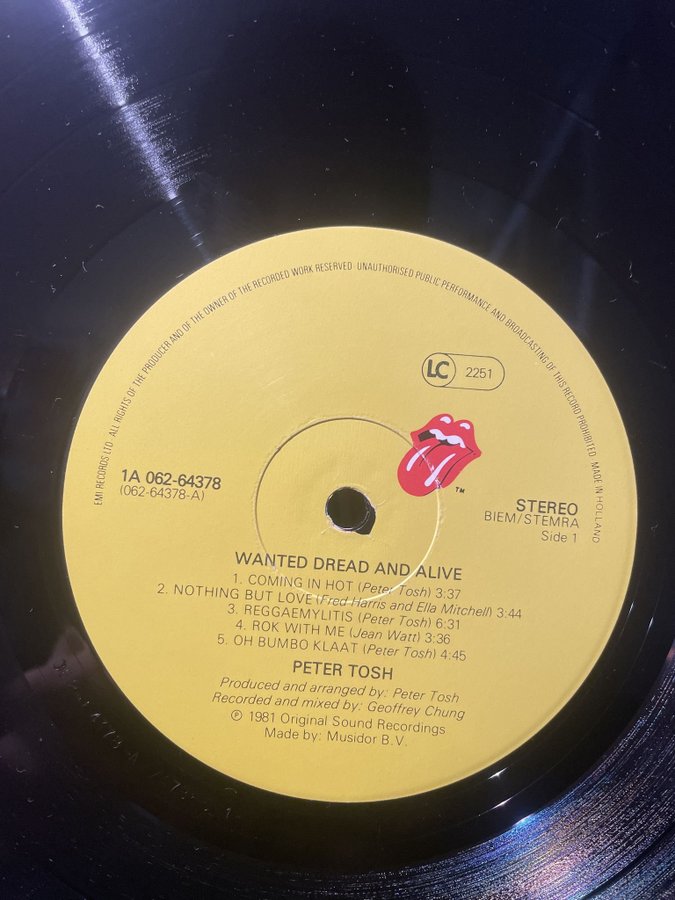 EMI RECORDS LTD · ALL RIGHTS OF THE PRODUCER AND OF THE OWNER OF THE RECORDED WORK RESERVED · UNAUTHORISED PUBLIC PERFORMANCE AND BROADCASTING OF THIS RECORD PROHIBITED · MADE IN HOLLAND
LC 2251
1A 062-64378
(062-64378-A)
TM
STEREO
BIEM/STEMRA
Side 1
WANTED DREAD AND ALIVE
1. COMING IN HOT (Peter Tosh) 3:37
2. NOTHING BUT LOVE (Fred Harris and Ella Mitchell) 3:44
3. REGGAEMYLITIS (Peter Tosh) 6:31
4. ROK WITH ME (Jean Watt) 3:36
5. OH BUMBO KLAAT (Peter Tosh) 4:45
PETER TOSH
Produced and arranged by: Peter Tosh
Recorded and mixed by: Geoffrey Chung
℗ 1981 Original Sound Recordings
Made by: Musidor B.V.